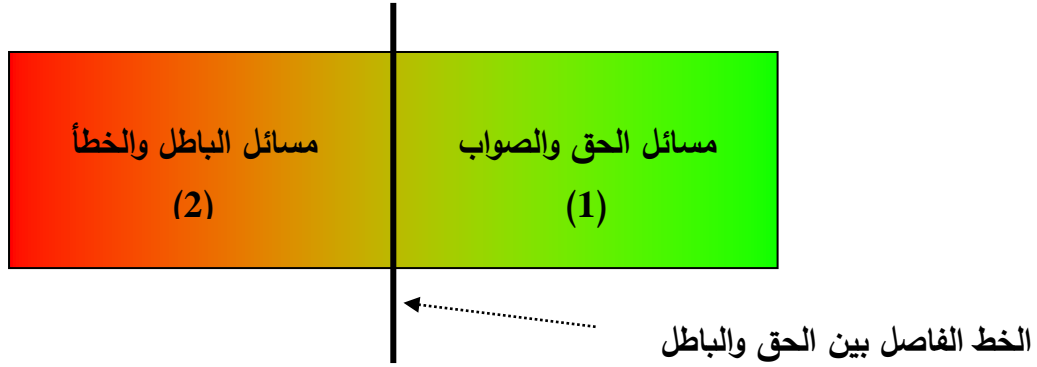 مسائل الحق والصواب
(1)
مسائل الباطل والخطأ
(2)
الخط الفاصل بين الحق والباطل